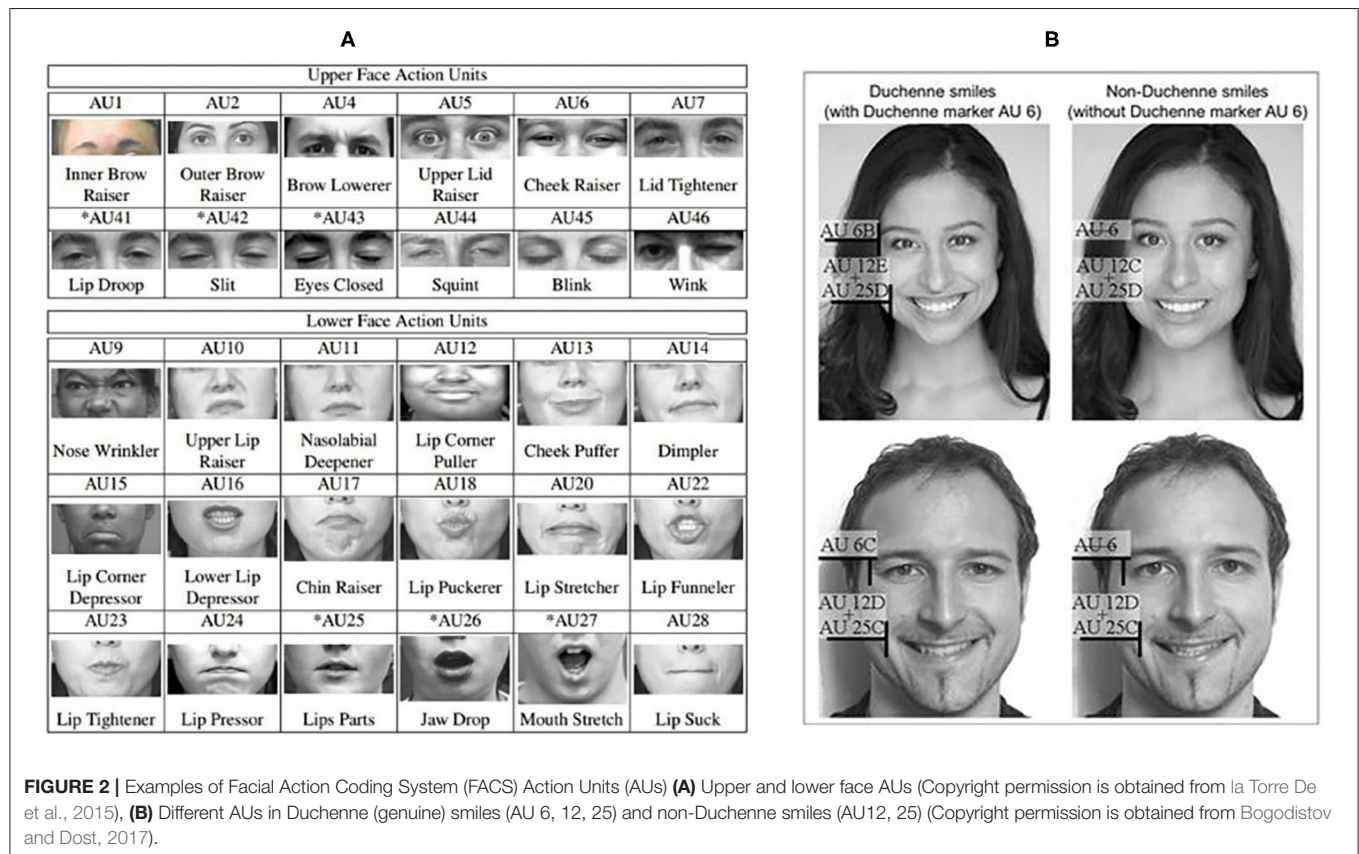 A
Upper Face Action Units
AU1 AU2 AU4 AU5 AU6 AU7
Inner Brow Raiser
Outer Brow Raiser
Brow Lowerer
Upper Lid Raiser
Cheek Raiser
Lid Tightener
*AU41 *AU42 *AU43 AU44 AU45 AU46
Lip Droop Slit Eyes Closed Squint Blink Wink
Lower Face Action Units
AU9 AU10 AU11 AU12 AU13 AU14
Nose Wrinkler
Upper Lip Raiser
Nasolabial Deepener
Lip Corner Puller
Cheek Puffer
Dimpler
AU15 AU16 AU17 AU18 AU20 AU22
Lip Corner Depressor
Lower Lip Depressor
Chin Raiser
Lip Puckerer
Lip Stretcher
Lip Funneler
AU23 AU24 *AU25 *AU26 *AU27 AU28
Lip Tightener Lip Pressor Lips Parts Jaw Drop Mouth Stretch Lip Suck
B
Duchenne smiles
(with Duchenne marker AU 6)
Non-Duchenne smiles
(without Duchenne marker AU 6)
AU 6B
AU 12E
+
AU 25D
AU 6
AU 12C
+
AU 25D
AU 6C
AU 12D
+
AU 25C
AU 6
AU 12D
+
AU 25C
FIGURE 2 | Examples of Facial Action Coding System (FACS) Action Units (AUs) (A) Upper and lower face AUs (Copyright permission is obtained from la Torre De
et al., 2015), (B) Different AUs in Duchenne (genuine) smiles (AU 6, 12, 25) and non-Duchenne smiles (AU12, 25) (Copyright permission is obtained from Bogodistov
and Dost, 2017).